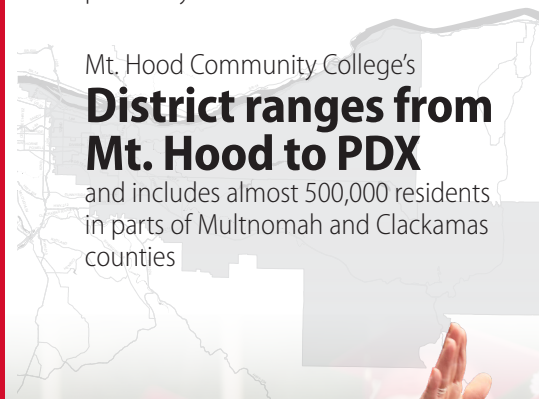 Mt. Hood Community College's
District ranges from
Mt. Hood to PDX
and includes almost 500,000 residents
in parts of Multnomah and Clackamas
counties